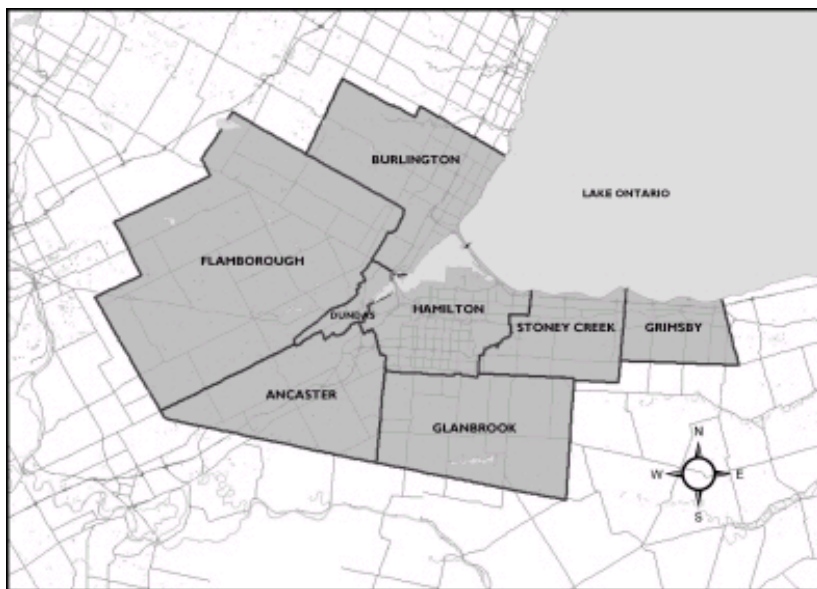 BURLINGTON
LAKE ONTARIO
FLAMBOROUGH
DUNDAS
HAMILTON
STONEY CREEK
GRIMSBY
ANCASTER
GLANBROOK
N
W
E
S